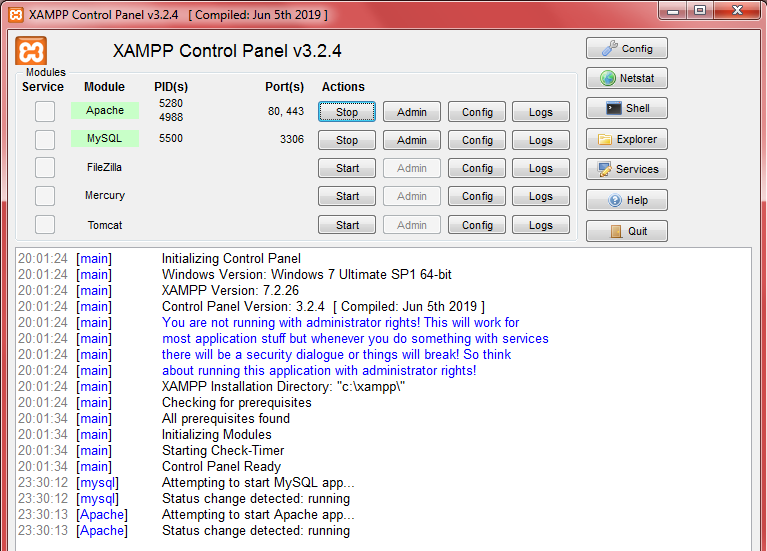 XAMPP Control Panel v3.2.4 [ Compiled: Jun 5th 2019 ]
XAMPP Control Panel v3.2.4
Config
Modules
Service Module PID(s) Port(s) Actions
Netstat
Apache 5280 80, 443 Stop Admin Config Logs
4988
Shell
MySQL 5500 3306 Stop Admin Config Logs
Explorer
FileZilla Start Admin Config Logs
Services
Mercury Start Admin Config Logs
Help
Tomcat Start Admin Config Logs
Quit
20:01:24 [main] Initializing Control Panel
20:01:24 [main] Windows Version: Windows 7 Ultimate SP1 64-bit
20:01:24 [main] XAMPP Version: 7.2.26
20:01:24 [main] Control Panel Version: 3.2.4 [ Compiled: Jun 5th 2019 ]
20:01:24 [main] You are not running with administrator rights! This will work for
20:01:24 [main] most application stuff but whenever you do something with services
20:01:24 [main] there will be a security dialogue or things will break! So think
20:01:24 [main] about running this application with administrator rights!
20:01:24 [main] XAMPP Installation Directory: "c:\xampp\"
20:01:24 [main] Checking for prerequisites
20:01:34 [main] All prerequisites found
20:01:34 [main] Initializing Modules
20:01:34 [main] Starting Check-Timer
20:01:34 [main] Control Panel Ready
23:30:12 [mysql] Attempting to start MySQL app...
23:30:12 [mysql] Status change detected: running
23:30:13 [Apache] Attempting to start Apache app...
23:30:13 [Apache] Status change detected: running